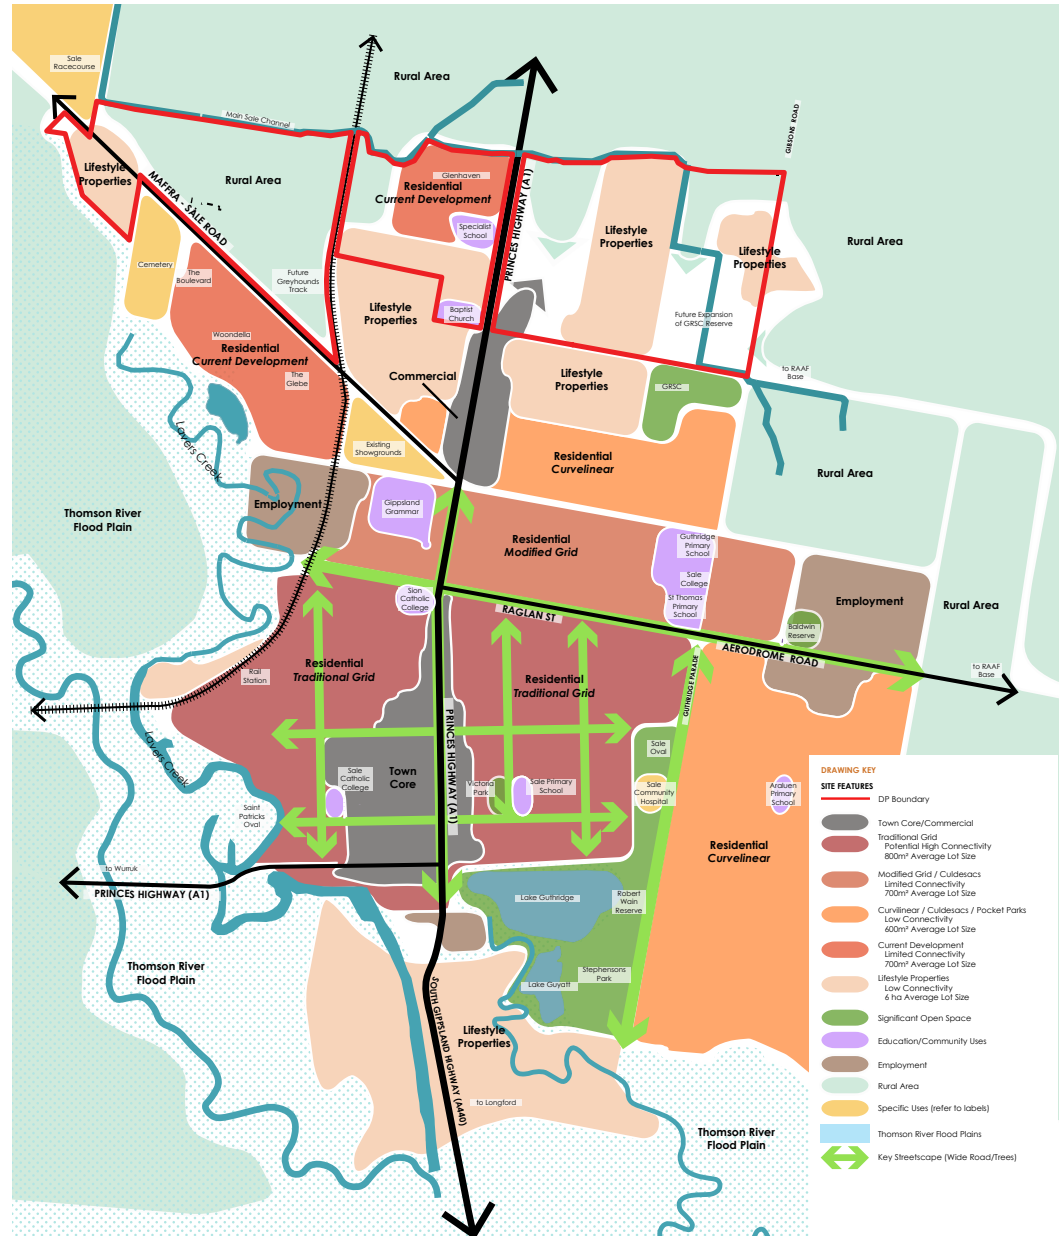 Sale
Racecourse
Rural Area
Main Sale Channel
GIBSONS ROAD
Lifestyle
Properties
MAFFRA - SALE ROAD
Rural Area
Glenhaven
Residential
Current Development
PRINCES HIGHWAY (A1)
Specialist
School
Lifestyle
Properties
Lifestyle
Properties
Rural Area
Cemetery
The
Boulevard
Future
Greyhounds
Track
Lifestyle
Properties
Baptist
Church
Future Expansion
of GRSC Reserve
Woondella
Residential
Current Development
The
Glebe
Commercial
Lifestyle
Properties
GRSC
to RAAF
Base
Lavers Creek
Existing
Showgrounds
Residential
Curvelinear
Rural Area
Thomson River
Flood Plain
Employment
Gippsland
Grammar
Residential
Modified Grid
Guthridge
Primary
School
Sale
College
St Thomas
Primary
School
Sion
Catholic
College
RAGLAN ST
Employment
Rural Area
Baldwin
Reserve
AERODROME ROAD
to RAAF
Base
Rail
Station
Residential
Traditional Grid
Residential
Traditional Grid
GUTHRIDGE PARADE
PRINCES HIGHWAY (A1)
Lavers Creek
Sale
Oval
Sale
Catholic
College
Town
Core
Victoria
Park
Sale Primary
School
Sale
Community
Hospital
Araluen
Primary
School
Saint
Patricks
Oval
Residential
Curvelinear
to Wurruk
PRINCES HIGHWAY (A1)
Lake Guthridge
Robert
Wain
Reserve
Thomson River
Flood Plain
Stephensons
Park
Lake Guyatt
SOUTH GIPPSLAND HIGHWAY (A440)
Lifestyle
Properties
to Longford
Thomson River
Flood Plain
DRAWING KEY
SITE FEATURES
DP Boundary
Town Core/Commercial
Traditional Grid
Potential High Connectivity
800m² Average Lot Size
Modified Grid / Culdesacs
Limited Connectivity
700m² Average Lot Size
Curvilinear / Culdesacs / Pocket Parks
Low Connectivity
600m² Average Lot Size
Current Development
Limited Connectivity
700m² Average Lot Size
Lifestyle Properties
Low Connectivity
6 ha Average Lot Size
Significant Open Space
Education/Community Uses
Employment
Rural Area
Specific Uses (refer to labels)
Thomson River Flood Plains
Key Streetscape (Wide Road/Trees)